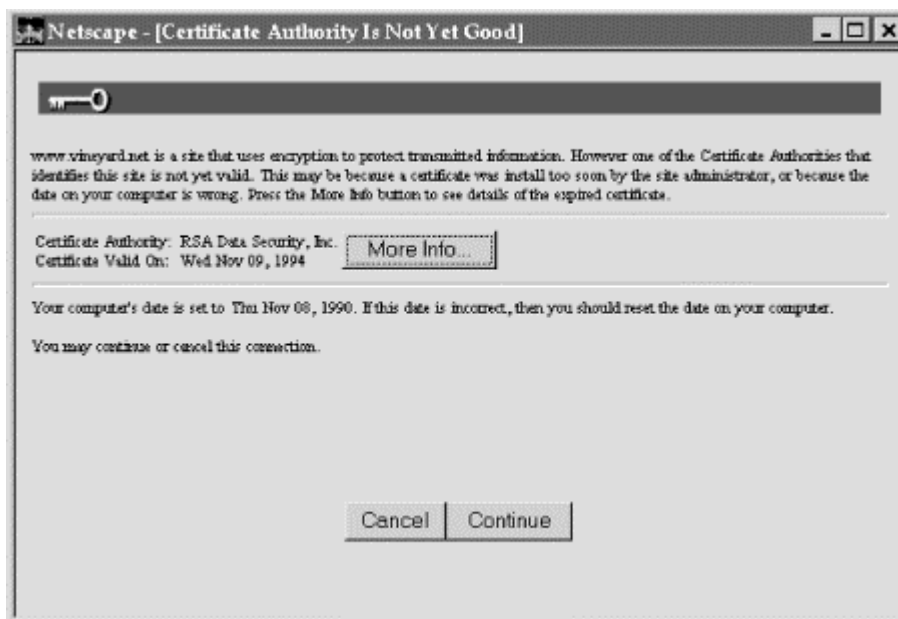 Netscape - [Certificate Authority Is Not Yet Good]
www.vineyard.net is a site that uses encryption to protect transmitted information. However one of the Certificate Authorities that
identifies this site is not yet valid. This may be because a certificate was install too soon by the site administrator, or because the
date on your computer is wrong. Press the More Info button to see details of the expired certificate.
Certificate Authority: RSA Data Security, Inc.
More Info...
Certificate Valid On: Wed Nov 09, 1994
Your computer's date is set to Thu Nov 08, 1990. If this date is incorrect, then you should reset the date on your computer.
You may continue or cancel this connection.
Cancel
Continue